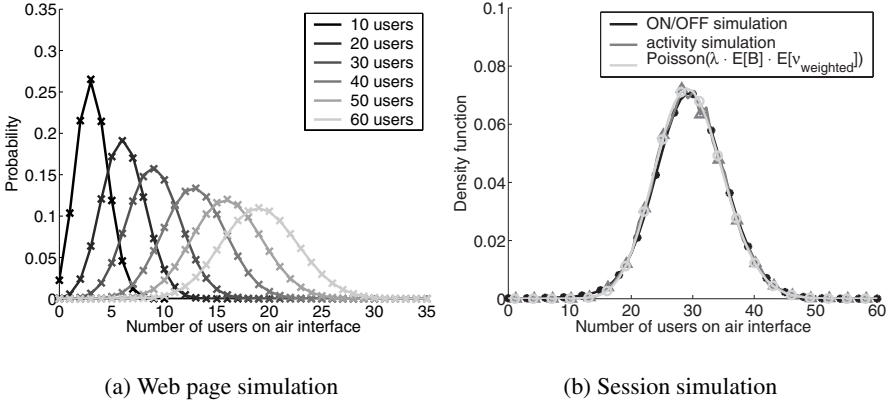 0.35
0.3
0.25
0.2
0.15
0.1
0.05
0
Probability
0 5 10 15 20 25 30 35
Number of users on air interface
10 users
20 users
30 users
40 users
50 users
60 users
(a) Web page simulation
0.1
0.08
0.06
0.04
0.02
0
Density function
0 10 20 30 40 50 60
Number of users on air interface
ON/OFF simulation
activity simulation
Poisson(λ · E[B] · E[ν_weighted])
(b) Session simulation